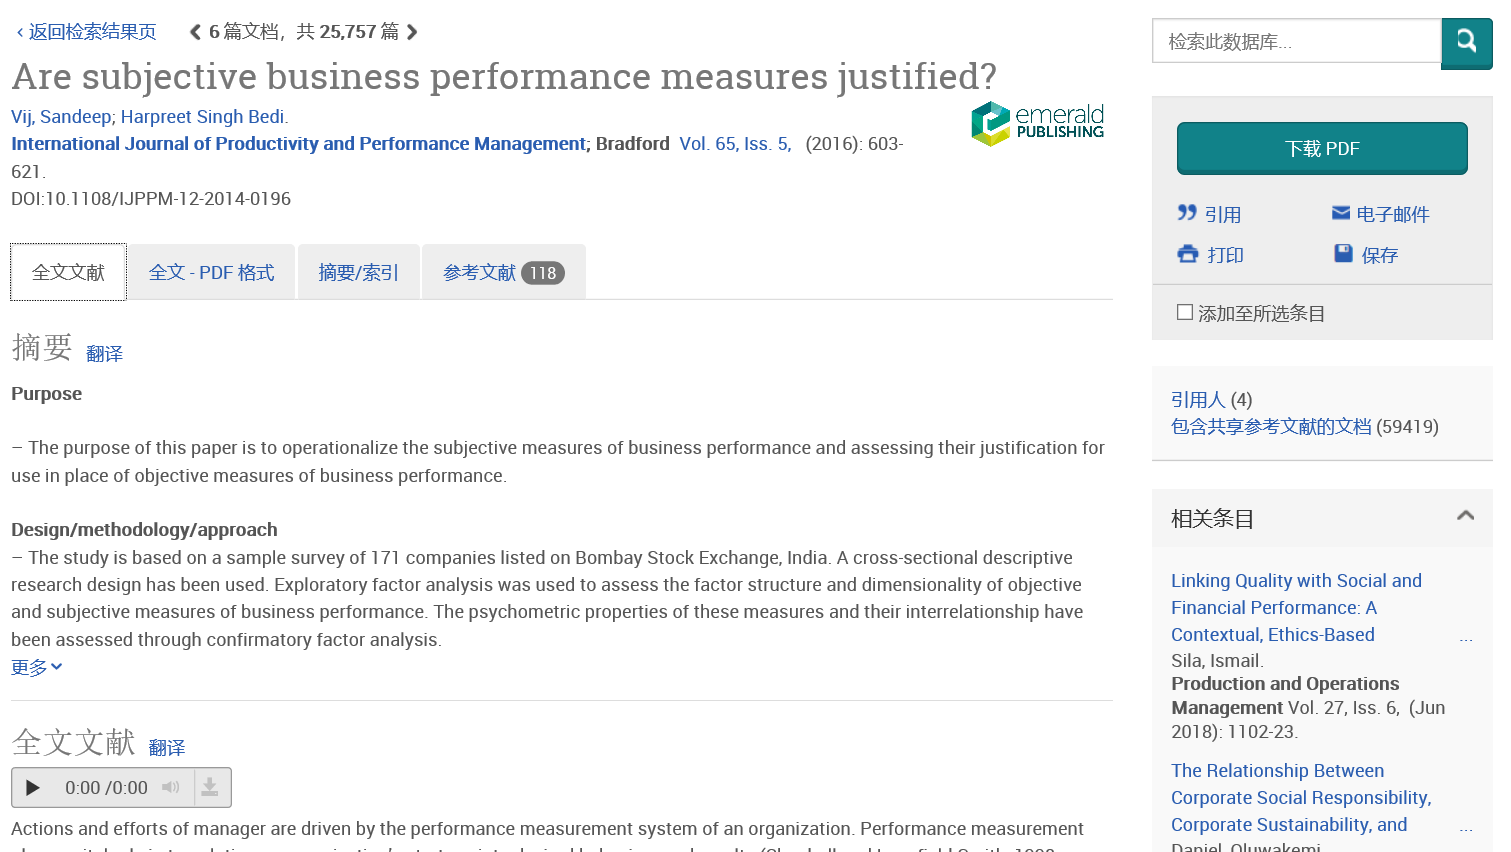 ‹ 返回检索结果页
6 篇文档，共 25,757 篇
Are subjective business performance measures justified?
Vij, Sandeep; Harpreet Singh Bedi.
International Journal of Productivity and Performance Management; Bradford Vol. 65, Iss. 5, (2016): 603-
621.
DOI:10.1108/IJPPM-12-2014-0196
emerald
PUBLISHING
全文文献
全文 - PDF 格式
摘要/索引
参考文献 118
摘要 翻译
Purpose
– The purpose of this paper is to operationalize the subjective measures of business performance and assessing their justification for
use in place of objective measures of business performance.
Design/methodology/approach
– The study is based on a sample survey of 171 companies listed on Bombay Stock Exchange, India. A cross-sectional descriptive
research design has been used. Exploratory factor analysis was used to assess the factor structure and dimensionality of objective
and subjective measures of business performance. The psychometric properties of these measures and their interrelationship have
been assessed through confirmatory factor analysis.
更多
全文文献 翻译
0:00 /0:00
Actions and efforts of manager are driven by the performance measurement system of an organization. Performance measurement
检索此数据库...
下载 PDF
引用
电子邮件
打印
保存
添加至所选条目
引用人 (4)
包含共享参考文献的文档 (59419)
相关条目
Linking Quality with Social and
Financial Performance: A
Contextual, Ethics-Based ...
Sila, Ismail.
Production and Operations
Management Vol. 27, Iss. 6, (Jun
2018): 1102-23.
The Relationship Between
Corporate Social Responsibility,
Corporate Sustainability, and ...
Daniel, Oluwakemi